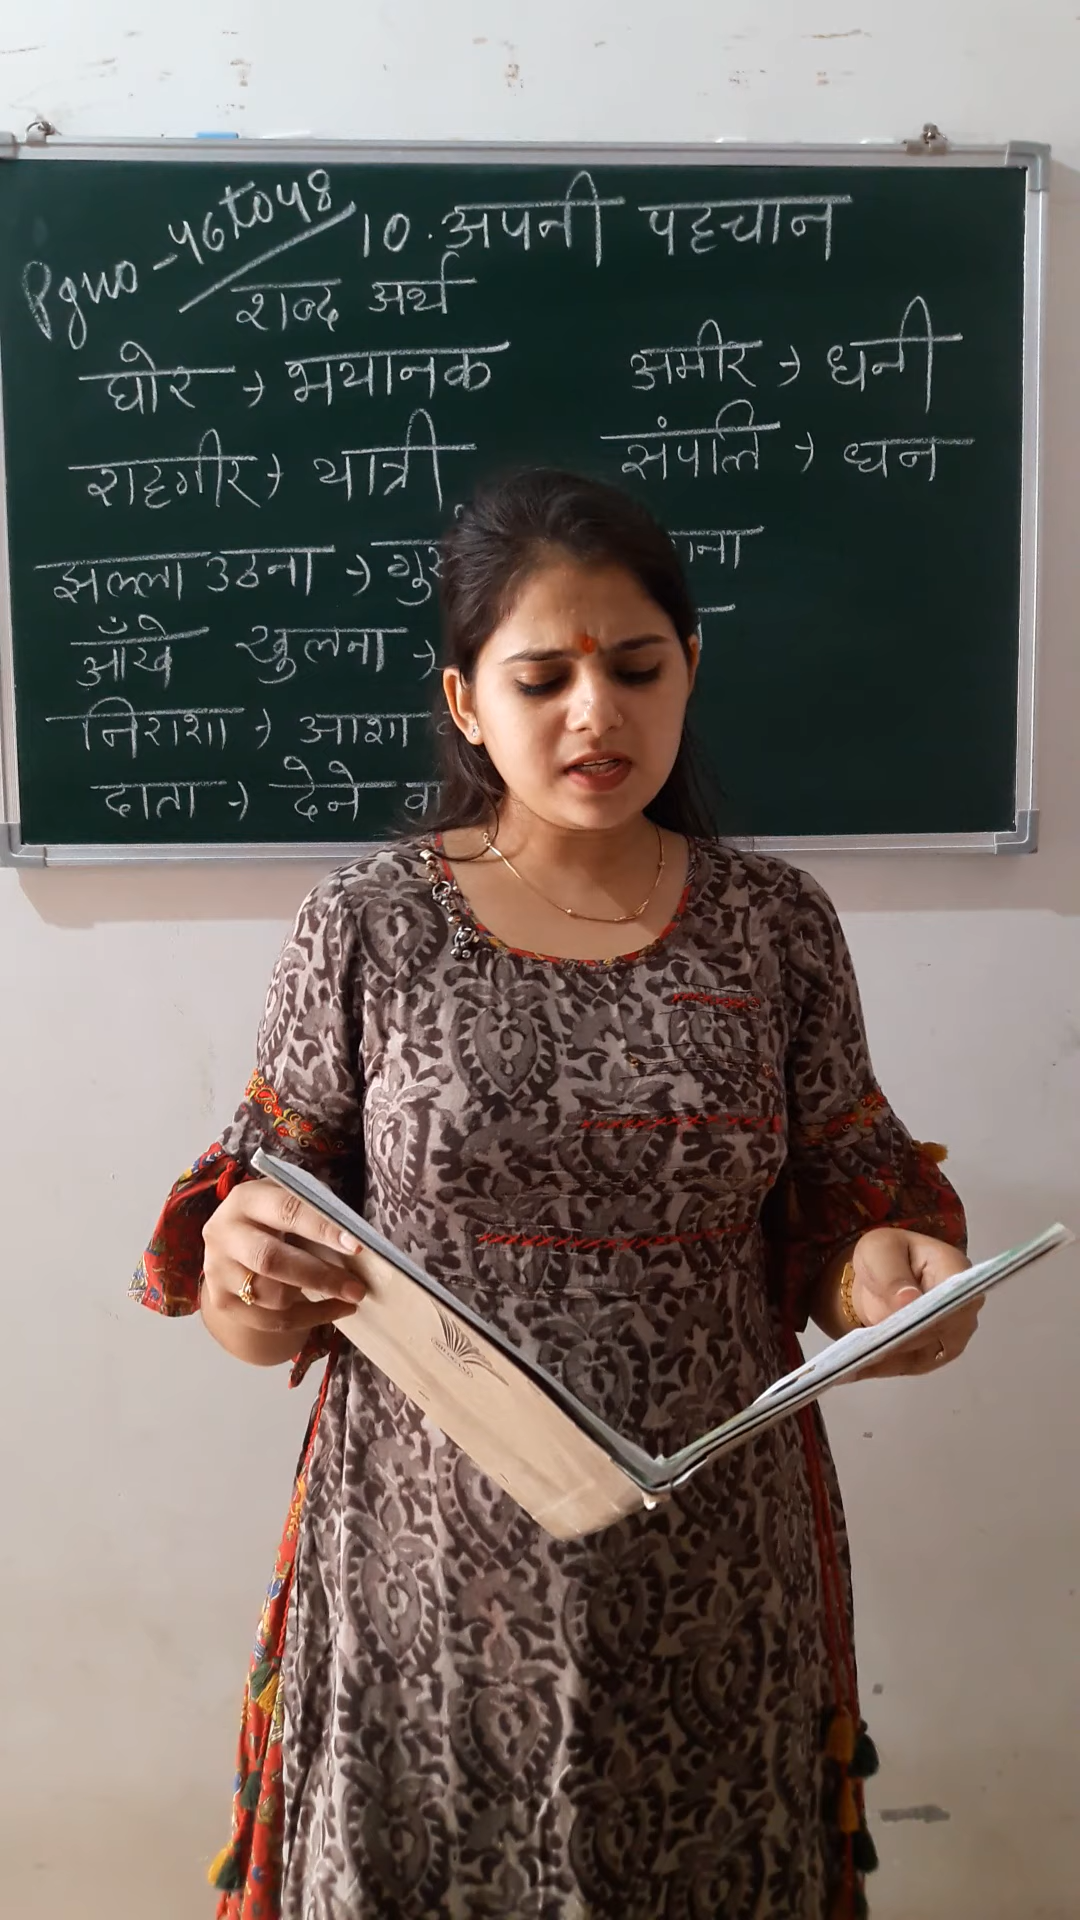 Pg no - 46 to 48
10. अपनी पहचान
शब्द अर्थ
घोर → भयानक
अमीर → धनी
राहगीर → यात्री
संपत्ति → धन
झल्ला उठना →
आँखे खुलना →
निराशा → आशा
दाता → देने